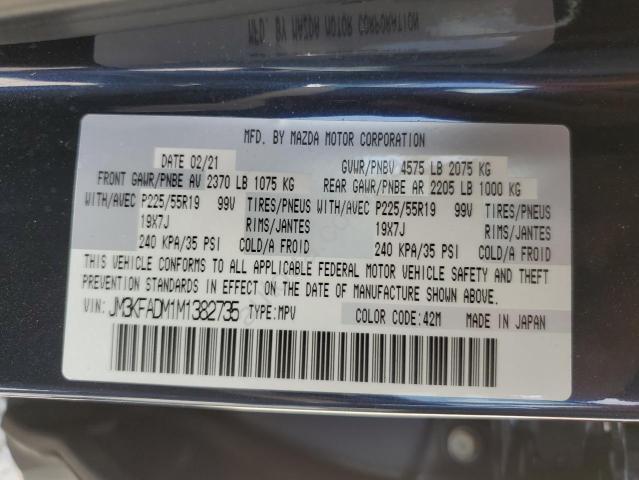 MFD. BY MAZDA MOTOR CORPORATION
DATE 02/21 GVWR/PNBV 4575 LB 2075 KG
FRONT GAWR/PNBE AV 2370 LB 1075 KG REAR GAWR/PNBE AR 2205 LB 1000 KG
WITH/AVEC P225/55R19 99V TIRES/PNEUS WITH/AVEC P225/55R19 99V TIRES/PNEUS
19X7J RIMS/JANTES 19X7J RIMS/JANTES
240 KPA/35 PSI COLD/A FROID 240 KPA/35 PSI COLD/A FROID
THIS VEHICLE CONFORMS TO ALL APPLICABLE FEDERAL MOTOR VEHICLE SAFETY AND THEFT
PREVENTION STANDARDS IN EFFECT ON THE DATE OF MANUFACTURE SHOWN ABOVE.
VIN: JM3KFADM1M1382735 TYPE: MPV COLOR CODE: 42M MADE IN JAPAN